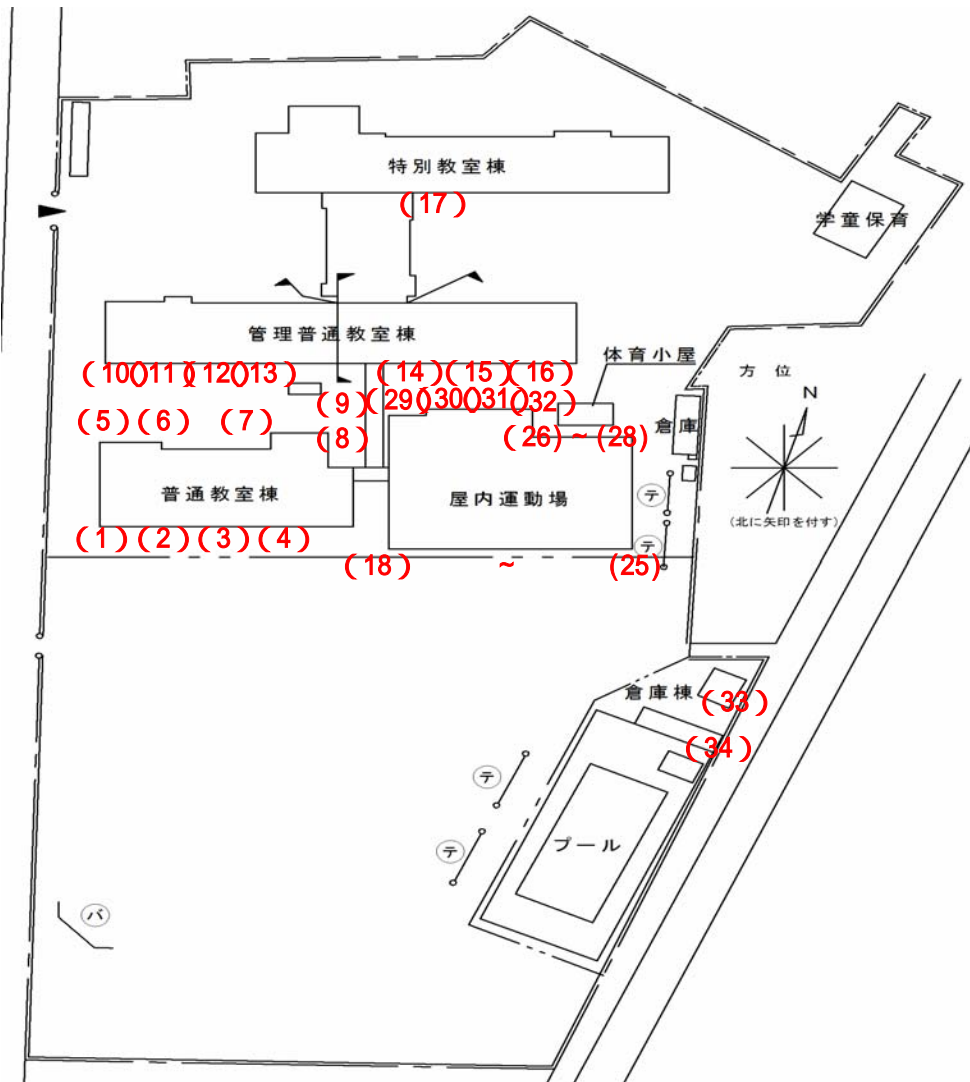 特別教室棟
(17)
学童保育
管理普通教室棟
体育小屋
方 位
N
(10)(11)(12)(13)
(14)(15)(16)
(9)
(29)(30)(31)(32)
(5)(6)(7)
(8)
(26)~(28)
倉庫
普通教室棟
屋内運動場
テ
(北に矢印を付す)
(1)(2)(3)(4)
テ
(18) ~ (25)
倉庫棟
(33)
(34)
テ
プール
テ
バ